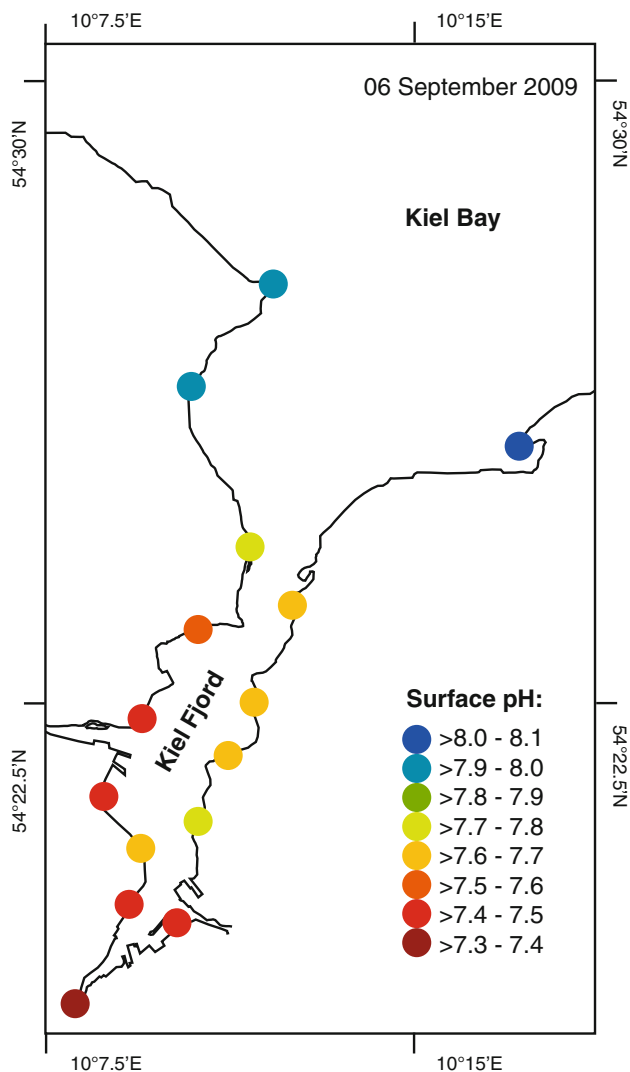 10°7.5'E 10°15'E
06 September 2009
54°30'N 54°30'N
Kiel Bay
Kiel Fjord
Surface pH:
>8.0 - 8.1
>7.9 - 8.0
>7.8 - 7.9
>7.7 - 7.8
>7.6 - 7.7
>7.5 - 7.6
>7.4 - 7.5
>7.3 - 7.4
54°22.5'N 54°22.5'N
10°7.5'E 10°15'E